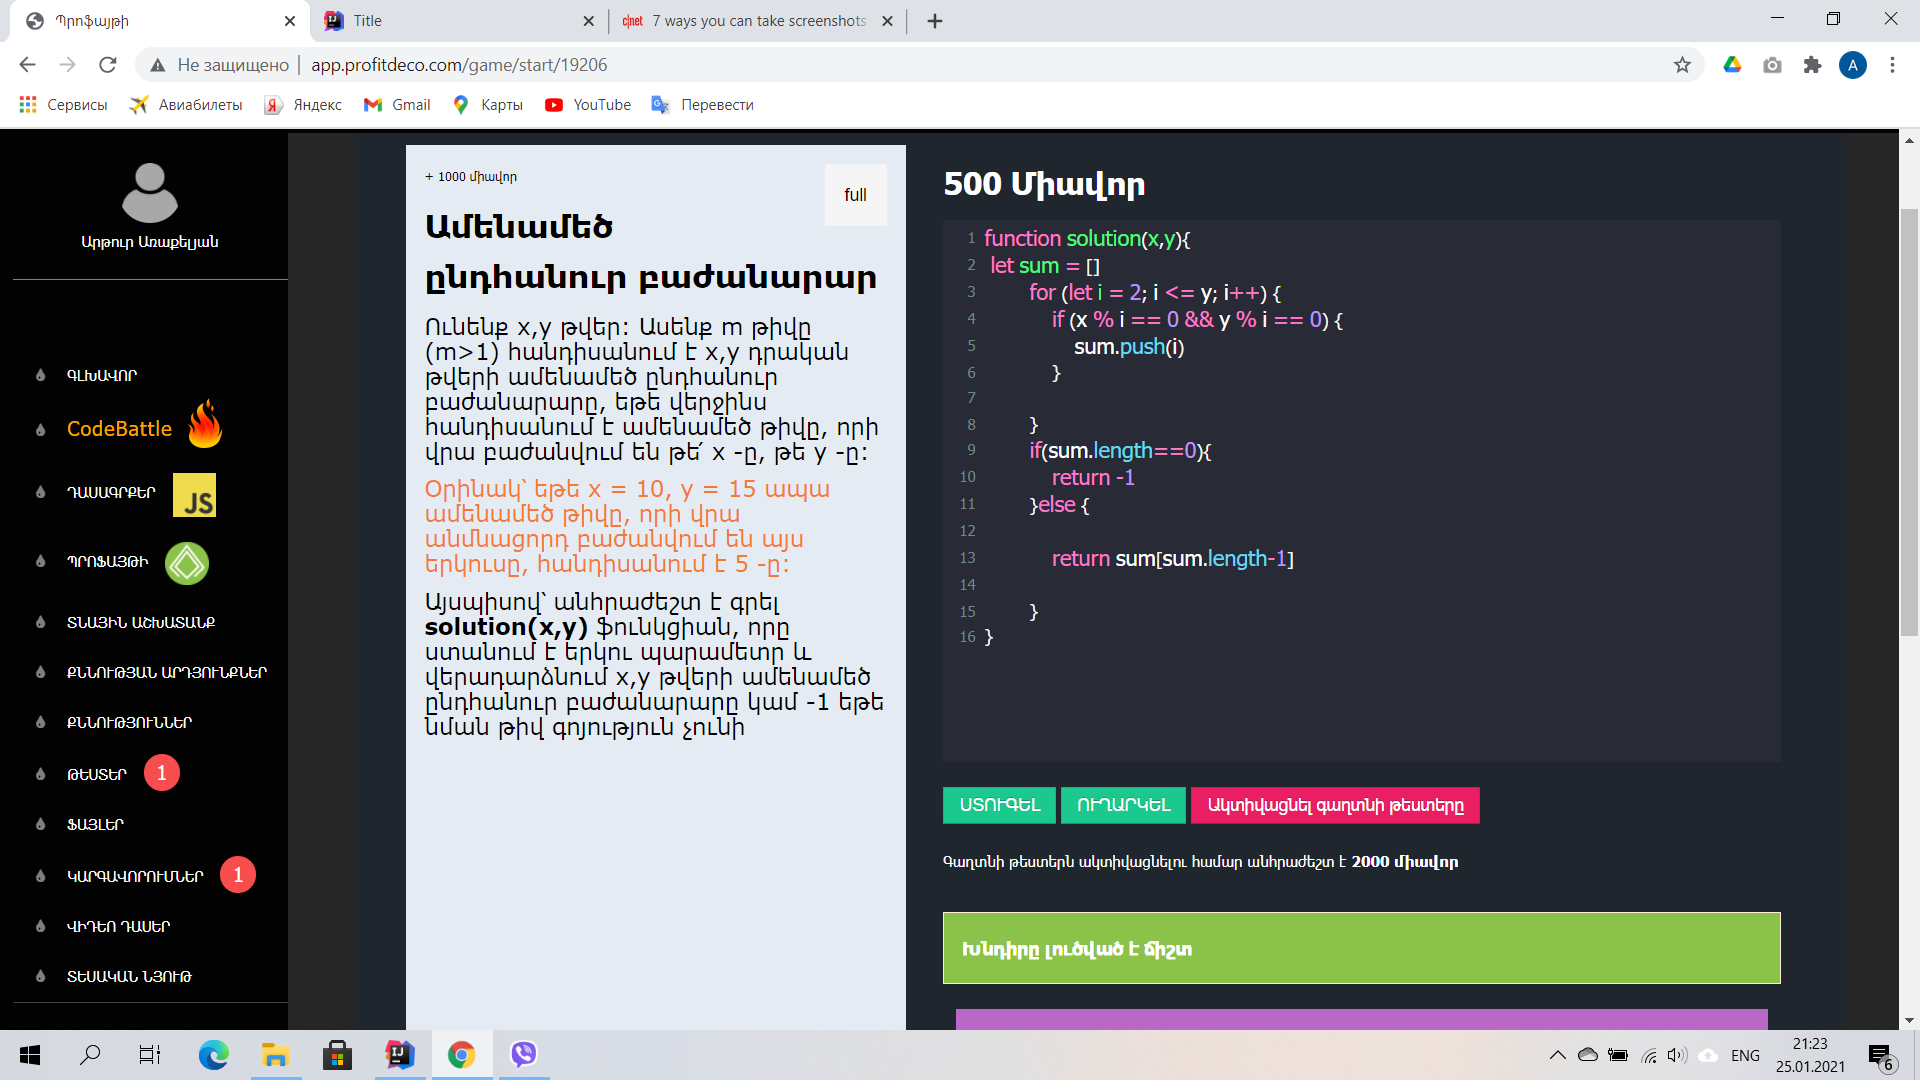 Պրոֆայլի
Title
c|net 7 ways you can take screenshots
Не защищено | app.profitdeco.com/game/start/19206
A
Сервисы Авиабилеты Яндекс Gmail Карты YouTube Перевести
Արթուր Առաքելյան
ԳԼԽԱՎՈՐ
CodeBattle
ԴԱՍԱԳՐՔԵՐ JS
ՊՐՈՖԱՅԼԻ
ՏՆԱՅԻՆ ԱՇԽԱՏԱՆՔ
ՔՆՆՈՒԹՅԱՆ ԱՐԴՅՈՒՆՔՆԵՐ
ՔՆՆՈՒԹՅՈՒՆՆԵՐ
ԹԵՍՏԵՐ 1
ՖԱՅԼԵՐ
ԿԱՐԳԱՎՈՐՈՒՄՆԵՐ 1
ՎԻԴԵՈ ԴԱՍԵՐ
ՏԵՍԱԿԱՆ ՆՅՈՒԹ
+ 1000 միավոր
full
Ամենամեծ
ընդհանուր բաժանարար
Ունենք x,y թվեր: Ասենք m թիվը
(m>1) հանդիսանում է x,y դրական
թվերի ամենամեծ ընդհանուր
բաժանարարը, եթե վերջինս
հանդիսանում է ամենամեծ թիվը, որի
վրա բաժանվում են թե՛ x -ը, թե y -ը:
Օրինակ՝ եթե x = 10, y = 15 ապա
ամենամեծ թիվը, որի վրա
անմնացորդ բաժանվում են այս
երկուսը, հանդիսանում է 5 -ը:
Այսպիսով՝ անհրաժեշտ է գրել
solution(x,y) ֆունկցիան, որը
ստանում է երկու պարամետր և
վերադարձնում x,y թվերի ամենամեծ
ընդհանուր բաժանարարը կամ -1 եթե
նման թիվ գոյություն չունի
500 Միավոր
1 function solution(x,y){
2 let sum = []
3 for (let i = 2; i <= y; i++) {
4 if (x % i == 0 && y % i == 0) {
5 sum.push(i)
6 }
7
8 }
9 if(sum.length==0){
10 return -1
11 }else {
12
13 return sum[sum.length-1]
14
15 }
16 }
ՍՏՈՒԳԵԼ ՈՒՂԱՐԿԵԼ Ակտիվացնել գաղտնի թեստերը
Գաղտնի թեստերն ակտիվացնելու համար անհրաժեշտ է 2000 միավոր
Խնդիրը լուծված է ճիշտ
ENG
21:23
25.01.2021
6